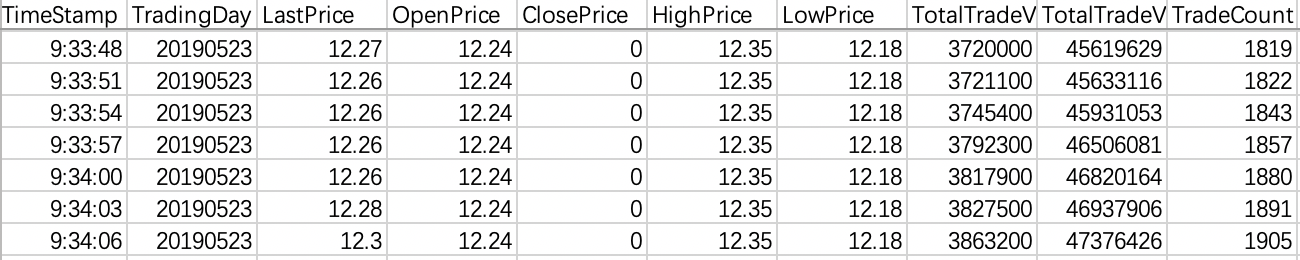 TimeStamp TradingDay LastPrice OpenPrice ClosePrice HighPrice LowPrice TotalTradeV TotalTradeV TradeCount
9:33:48 20190523 12.27 12.24 0 12.35 12.18 3720000 45619629 1819
9:33:51 20190523 12.26 12.24 0 12.35 12.18 3721100 45633116 1822
9:33:54 20190523 12.26 12.24 0 12.35 12.18 3745400 45931053 1843
9:33:57 20190523 12.26 12.24 0 12.35 12.18 3792300 46506081 1857
9:34:00 20190523 12.26 12.24 0 12.35 12.18 3817900 46820164 1880
9:34:03 20190523 12.28 12.24 0 12.35 12.18 3827500 46937906 1891
9:34:06 20190523 12.3 12.24 0 12.35 12.18 3863200 47376426 1905